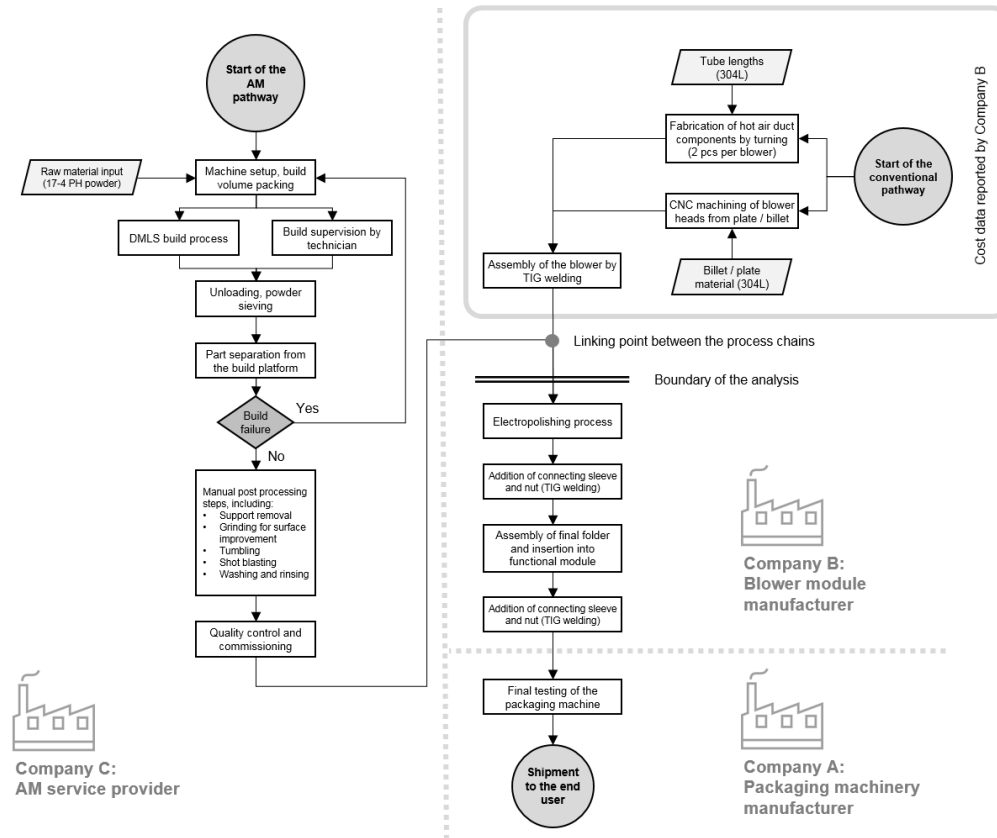 Start of the
AM
pathway
Raw material input
(17-4 PH powder)
Machine setup, build
volume packing
DMLS build process
Build supervision by
technician
Unloading, powder
sieving
Part separation from
the build platform
Build
failure
Yes
No
Manual post processing
steps, including:
• Support removal
• Grinding for surface
improvement
• Tumbling
• Shot blasting
• Washing and rinsing
Quality control and
commissioning
Company C:
AM service provider
Tube lengths
(304L)
Fabrication of hot air duct
components by turning
(2 pcs per blower)
Start of the
conventional
pathway
CNC machining of blower
heads from plate / billet
Billet / plate
material (304L)
Assembly of the blower by
TIG welding
Cost data reported by Company B
Linking point between the process chains
Boundary of the analysis
Electropolishing process
Addition of connecting sleeve
and nut (TIG welding)
Assembly of final folder
and insertion into
functional module
Addition of connecting sleeve
and nut (TIG welding)
Company B:
Blower module
manufacturer
Final testing of the
packaging machine
Shipment
to the end
user
Company A:
Packaging machinery
manufacturer